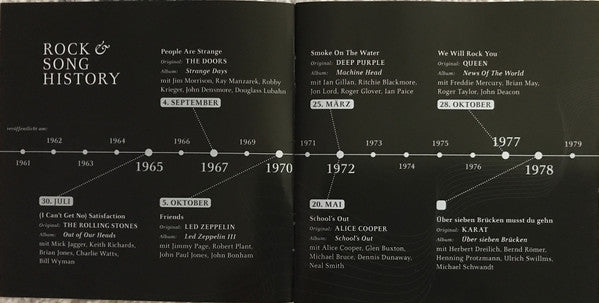 ROCK &
SONG
HISTORY
People Are Strange
Original: THE DOORS
Album: Strange Days
mit Jim Morrison, Ray Manzarek, Robby
Krieger, John Densmore, Douglass Lubahn
4. SEPTEMBER
Smoke On The Water
Original: DEEP PURPLE
Album: Machine Head
mit Ian Gillan, Ritchie Blackmore,
Jon Lord, Roger Glover, Ian Paice
25. MÄRZ
We Will Rock You
Original: QUEEN
Album: News Of The World
mit Freddie Mercury, Brian May,
Roger Taylor, John Deacon
28. OKTOBER
veröffentlicht am:
1962 1964 1969 1971 1973 1975 1977 1979
1961 1963 1965 1967 1970 1972 1974 1976 1978
30. JULI
(I Can't Get No) Satisfaction
Original: THE ROLLING STONES
Album: Out of Our Heads
mit Mick Jagger, Keith Richards,
Brian Jones, Charlie Watts,
Bill Wyman
5. OKTOBER
Friends
Original: LED ZEPPELIN
Album: Led Zeppelin III
mit Jimmy Page, Robert Plant,
John Paul Jones, John Bonham
20. MAI
School's Out
Original: ALICE COOPER
Album: School's Out
mit Alice Cooper, Glen Buxton,
Michael Bruce, Dennis Dunaway,
Neal Smith
Über sieben Brücken musst du gehn
Original: KARAT
Album: Über sieben Brücken
mit Herbert Dreilich, Bernd Römer,
Henning Protzmann, Ulrich Swillms,
Michael Schwandt